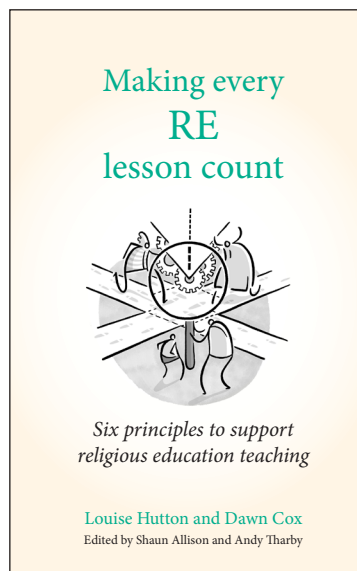 Making every
RE
lesson count
Six principles to support
religious education teaching
Louise Hutton and Dawn Cox
Edited by Shaun Allison and Andy Tharby